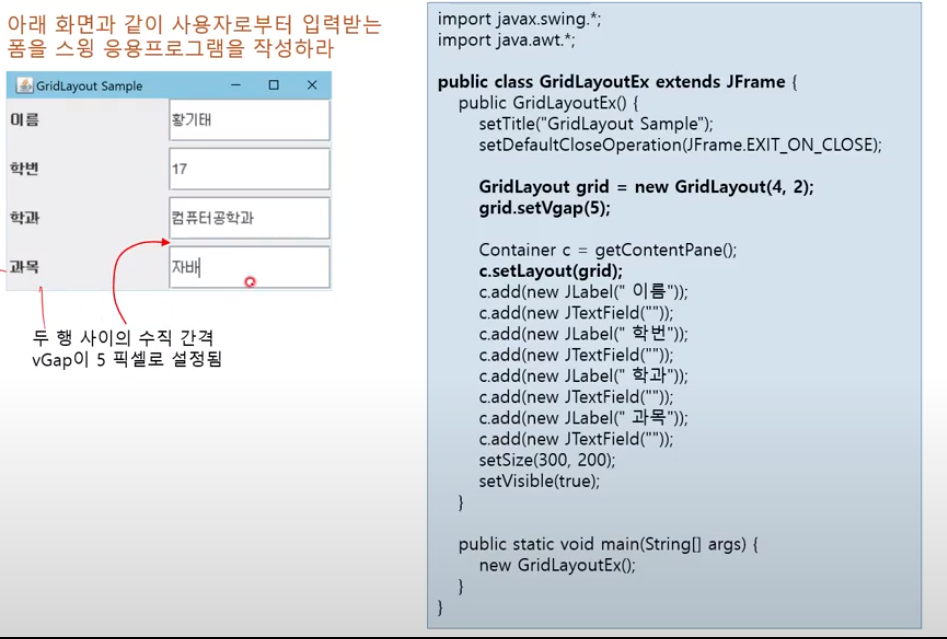 아래 화면과 같이 사용자로부터 입력받는
폼을 스윙 응용프로그램을 작성하라
GridLayout Sample
이름
황기태
학번
17
학과
컴퓨터공학과
과목
자바
두 행 사이의 수직 간격
vGap이 5 픽셀로 설정됨
import javax.swing.*;
import java.awt.*;
public class GridLayoutEx extends JFrame {
public GridLayoutEx() {
setTitle("GridLayout Sample");
setDefaultCloseOperation(JFrame.EXIT_ON_CLOSE);
GridLayout grid = new GridLayout(4, 2);
grid.setVgap(5);
Container c = getContentPane();
c.setLayout(grid);
c.add(new JLabel(" 이름"));
c.add(new JTextField(""));
c.add(new JLabel(" 학번"));
c.add(new JTextField(""));
c.add(new JLabel(" 학과"));
c.add(new JTextField(""));
c.add(new JLabel(" 과목"));
c.add(new JTextField(""));
setSize(300, 200);
setVisible(true);
}
public static void main(String[] args) {
new GridLayoutEx();
}
}